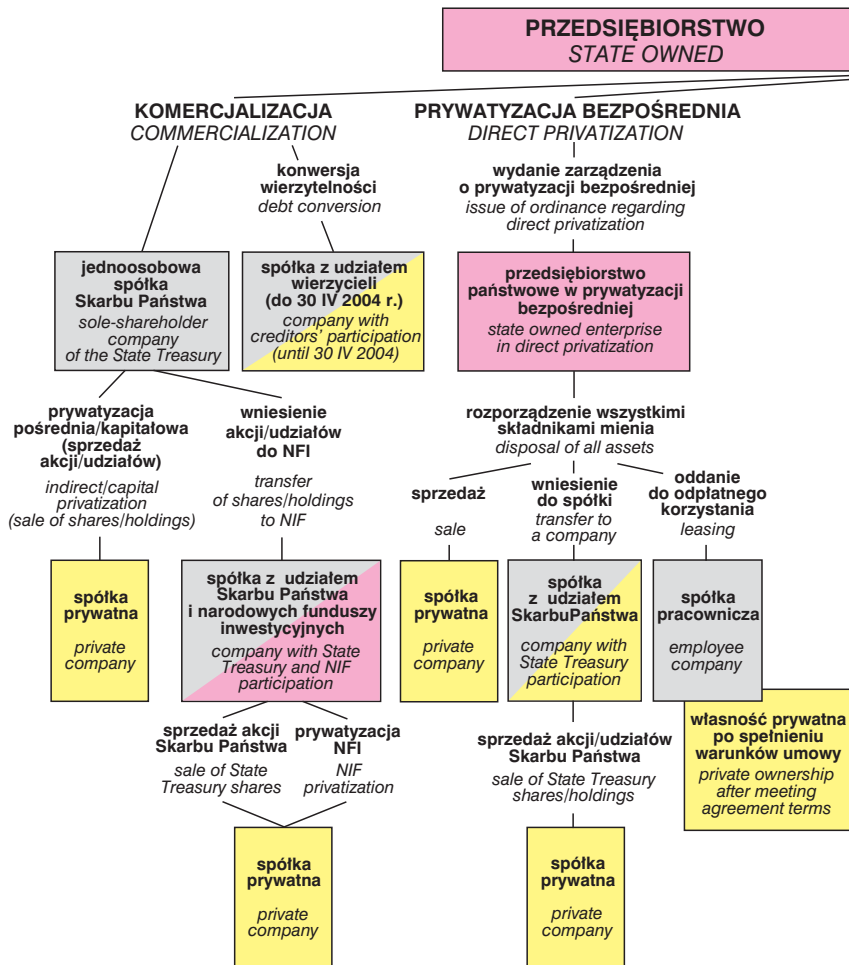 PRZEDSIĘBIORSTWO
STATE OWNED
KOMERCJALIZACJA
COMMERCIALIZATION
PRYWATYZACJA BEZPOŚREDNIA
DIRECT PRIVATIZATION
konwersja
wierzytelności
debt conversion
wydanie zarządzenia
o prywatyzacji bezpośredniej
issue of ordinance regarding
direct privatization
jednoosobowa
spółka
Skarbu Państwa
sole-shareholder
company
of the State Treasury
spółka z udziałem
wierzycieli
(do 30 IV 2004 r.)
company with
creditors' participation
(until 30 IV 2004)
przedsiębiorstwo
państwowe w prywatyzacji
bezpośredniej
state owned enterprise
in direct privatization
prywatyzacja
pośrednia/kapitałowa
(sprzedaż
akcji/udziałów)
indirect/capital
privatization
(sale of shares/holdings)
wniesienie
akcji/udziałów
do NFI
transfer
of shares/holdings
to NIF
rozporządzenie wszystkimi
składnikami mienia
disposal of all assets
sprzedaż
sale
wniesienie
do spółki
transfer to
a company
oddanie
do odpłatnego
korzystania
leasing
spółka
prywatna
private
company
spółka z udziałem
Skarbu Państwa
i narodowych funduszy
inwestycyjnych
company with State
Treasury and NIF
participation
spółka
prywatna
private
company
spółka
z udziałem
SkarbuPaństwa
company with
State Treasury
participation
spółka
pracownicza
employee
company
sprzedaż akcji
Skarbu Państwa
sale of State
Treasury shares
prywatyzacja
NFI
NIF
privatization
sprzedaż akcji/udziałów
Skarbu Państwa
sale of State Treasury
shares/holdings
własność prywatna
po spełnieniu
warunków umowy
private ownership
after meeting
agreement terms
spółka
prywatna
private
company
spółka
prywatna
private
company